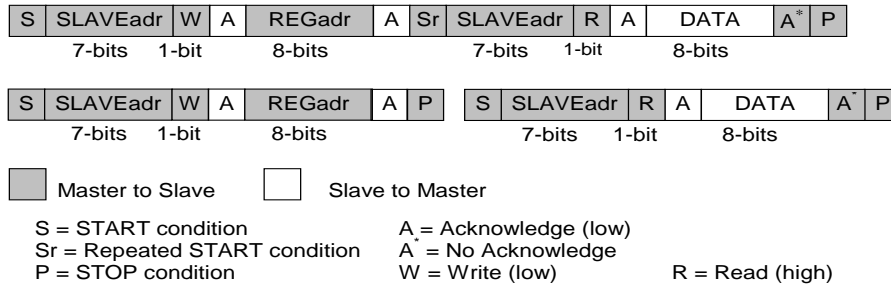 S SLAVEadr W A REGadr A Sr SLAVEadr R A DATA A* P
7-bits 1-bit 8-bits 7-bits 1-bit 8-bits
S SLAVEadr W A REGadr A P S SLAVEadr R A DATA A* P
7-bits 1-bit 8-bits 7-bits 1-bit 8-bits
Master to Slave Slave to Master
S = START condition A = Acknowledge (low)
Sr = Repeated START condition A* = No Acknowledge
P = STOP condition W = Write (low) R = Read (high)